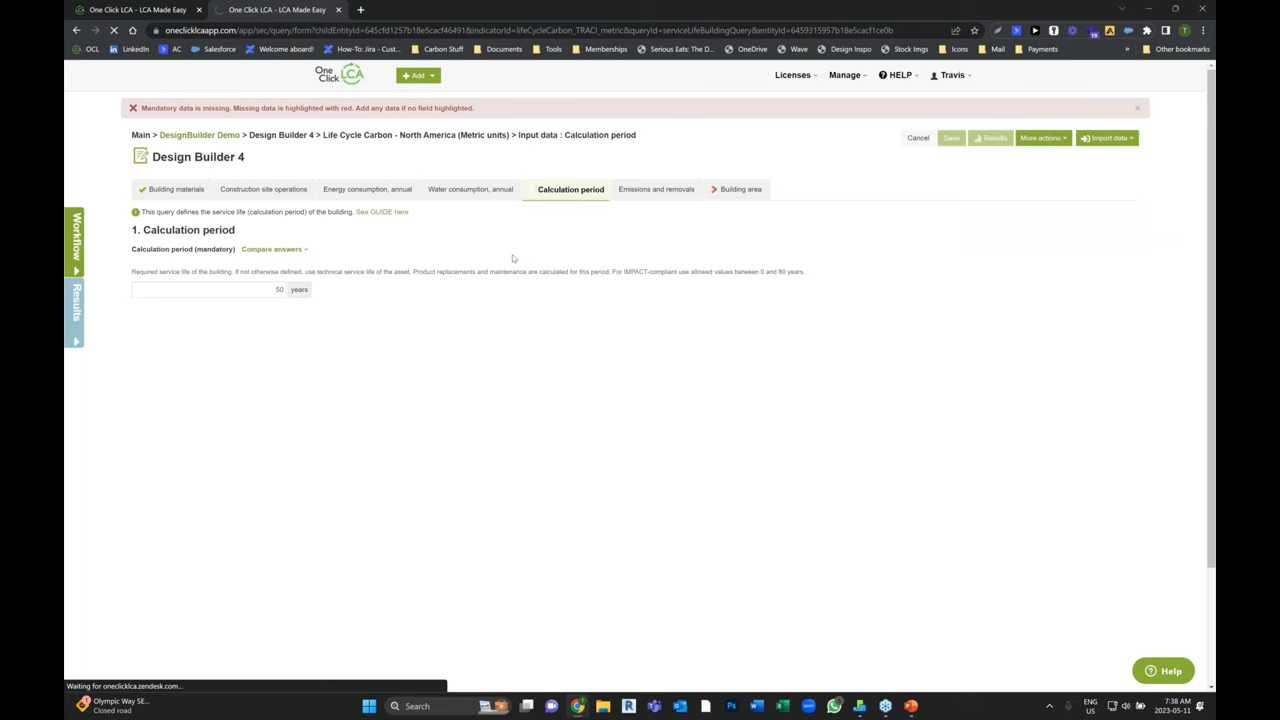 One Click LCA - LCA Made Easy
One Click LCA - LCA Made Easy
oneclicklcaapp.com/app/sec/query/form?childEntityId=645cfd1257b18e5cacf46491&indicatorId=lifeCycleCarbon_TRACI_metric&queryId=serviceLifeBuildingQuery&entityId=6459315957b18e5cacf1ce0b
OCL LinkedIn AC Salesforce Welcome aboard! How-To: Jira - Cust... Carbon Stuff Documents Tools Memberships Serious Eats: The D... OneDrive Wave Design Inspo Stock Imgs Icons Mail Payments » Other bookmarks
One Click LCA
Add
Licenses Manage HELP Travis
Mandatory data is missing. Missing data is highlighted with red. Add any data if no field highlighted.
Main > DesignBuilder Demo > Design Builder 4 > Life Cycle Carbon - North America (Metric units) > Input data : Calculation period
Cancel Save Results More actions Import data
Design Builder 4
Building materials Construction site operations Energy consumption, annual Water consumption, annual Calculation period Emissions and removals Building area
This query defines the service life (calculation period) of the building. See GUIDE here
1. Calculation period
Calculation period (mandatory) Compare answers
Required service life of the building. If not otherwise defined, use technical service life of the asset. Product replacements and maintenance are calculated for this period. For IMPACT-compliant use allowed values between 0 and 80 years.
50 years
Workflow
Results
Help
Waiting for oneclicklca.zendesk.com...
Olympic Way SE...
Closed road
Search
ENG
US
7:38 AM
2023-05-11